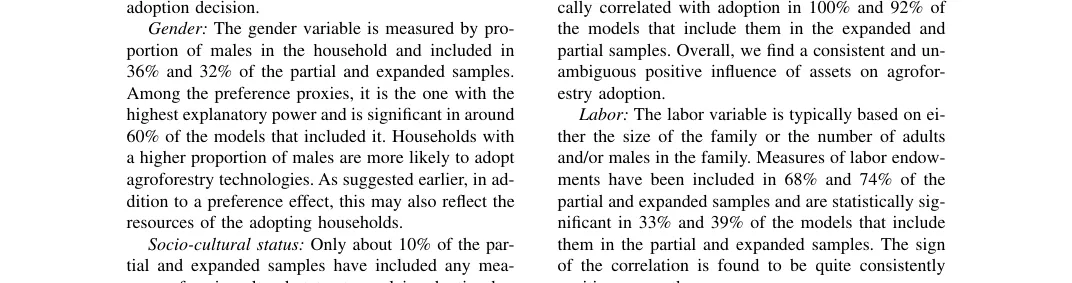 adoption decision.
Gender: The gender variable is measured by pro-
portion of males in the household and included in
36% and 32% of the partial and expanded samples.
Among the preference proxies, it is the one with the
highest explanatory power and is significant in around
60% of the models that included it. Households with
a higher proportion of males are more likely to adopt
agroforestry technologies. As suggested earlier, in ad-
dition to a preference effect, this may also reflect the
resources of the adopting households.
Socio-cultural status: Only about 10% of the par-
tial and expanded samples have included any mea-
cally correlated with adoption in 100% and 92% of
the models that include them in the expanded and
partial samples. Overall, we find a consistent and un-
ambiguous positive influence of assets on agrofor-
estry adoption.
Labor: The labor variable is typically based on ei-
ther the size of the family or the number of adults
and/or males in the family. Measures of labor endow-
ments have been included in 68% and 74% of the
partial and expanded samples and are statistically sig-
nificant in 33% and 39% of the models that include
them in the partial and expanded samples. The sign
of the correlation is found to be quite consistently